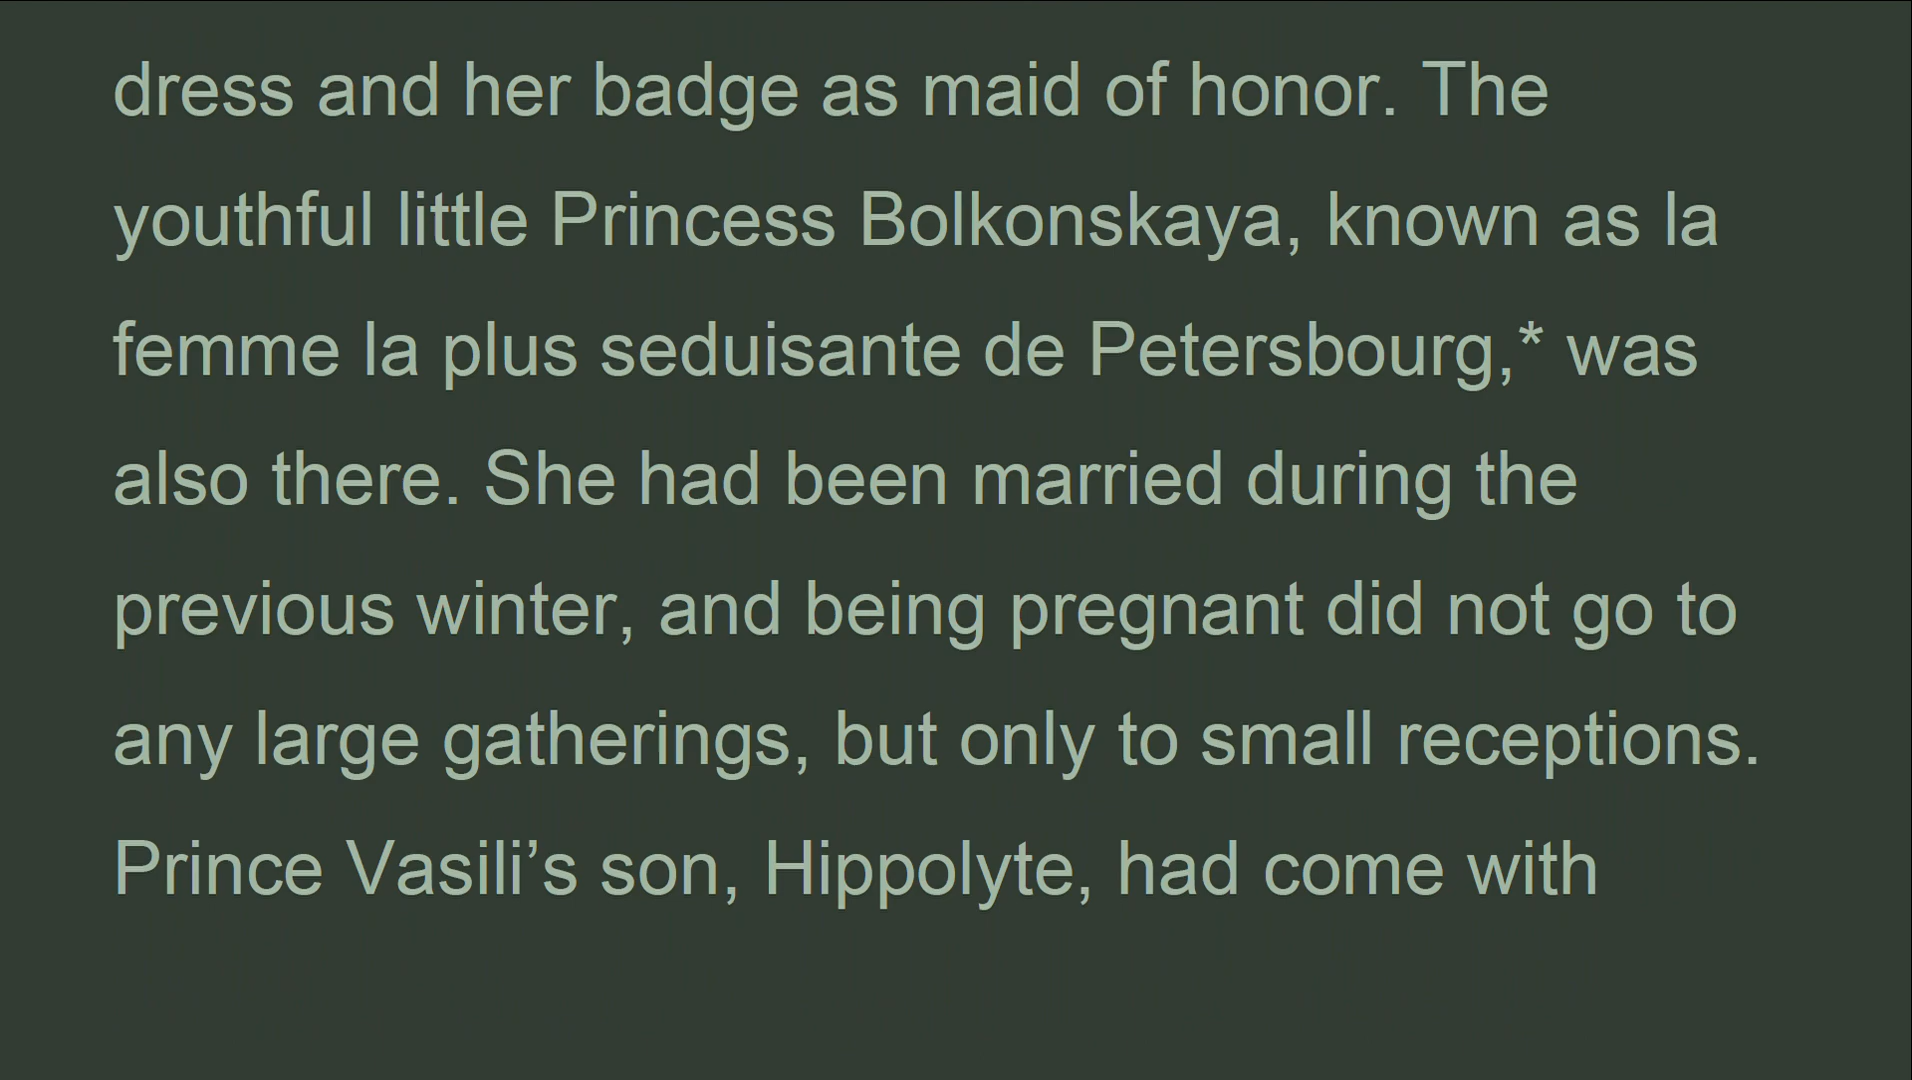 dress and her badge as maid of honor. The
youthful little Princess Bolkonskaya, known as la
femme la plus seduisante de Petersbourg,* was
also there. She had been married during the
previous winter, and being pregnant did not go to
any large gatherings, but only to small receptions.
Prince Vasili’s son, Hippolyte, had come with